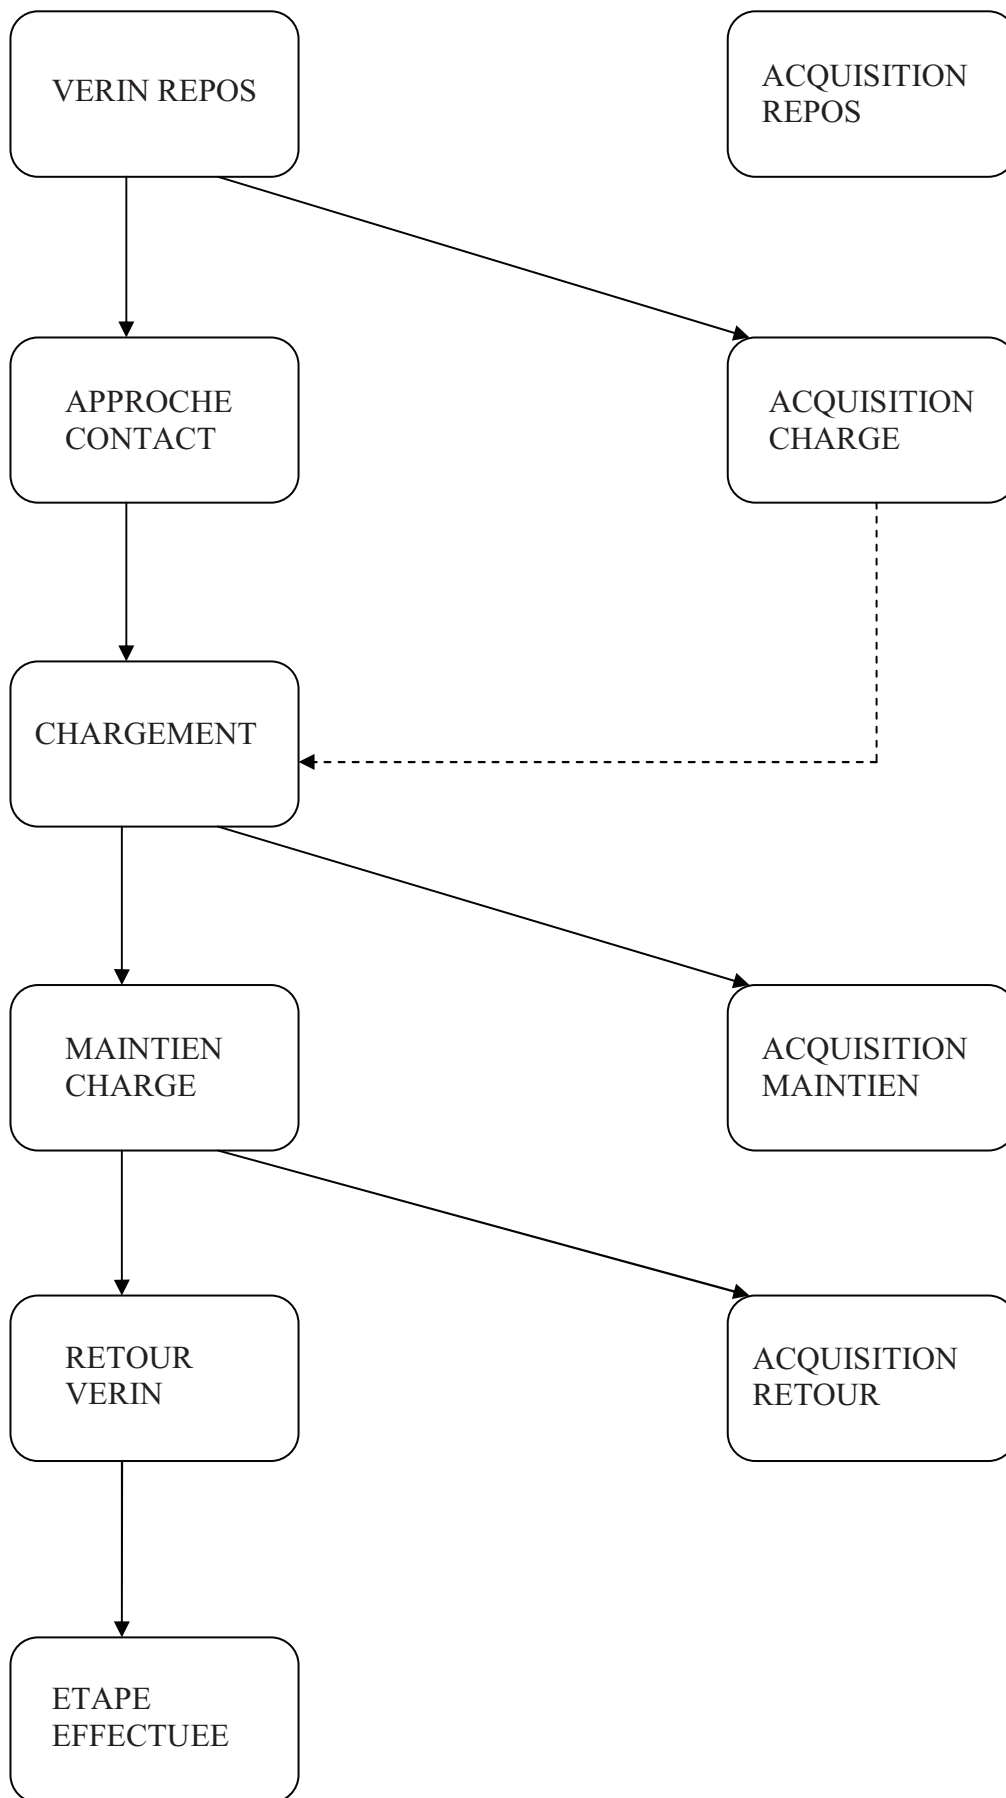 VERIN REPOS
ACQUISITION
REPOS
APPROCHE
CONTACT
ACQUISITION
CHARGE
CHARGEMENT
MAINTIEN
CHARGE
ACQUISITION
MAINTIEN
RETOUR
VERIN
ACQUISITION
RETOUR
ETAPE
EFFECTUEE